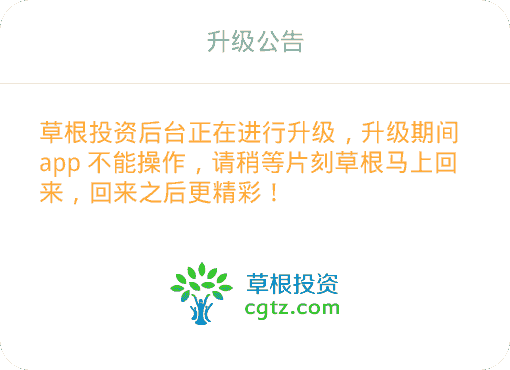 升级公告
草根投资后台正在进行升级，升级期间
app 不能操作，请稍等片刻草根马上回
来，回来之后更精彩！
草根投资
cgtz.com